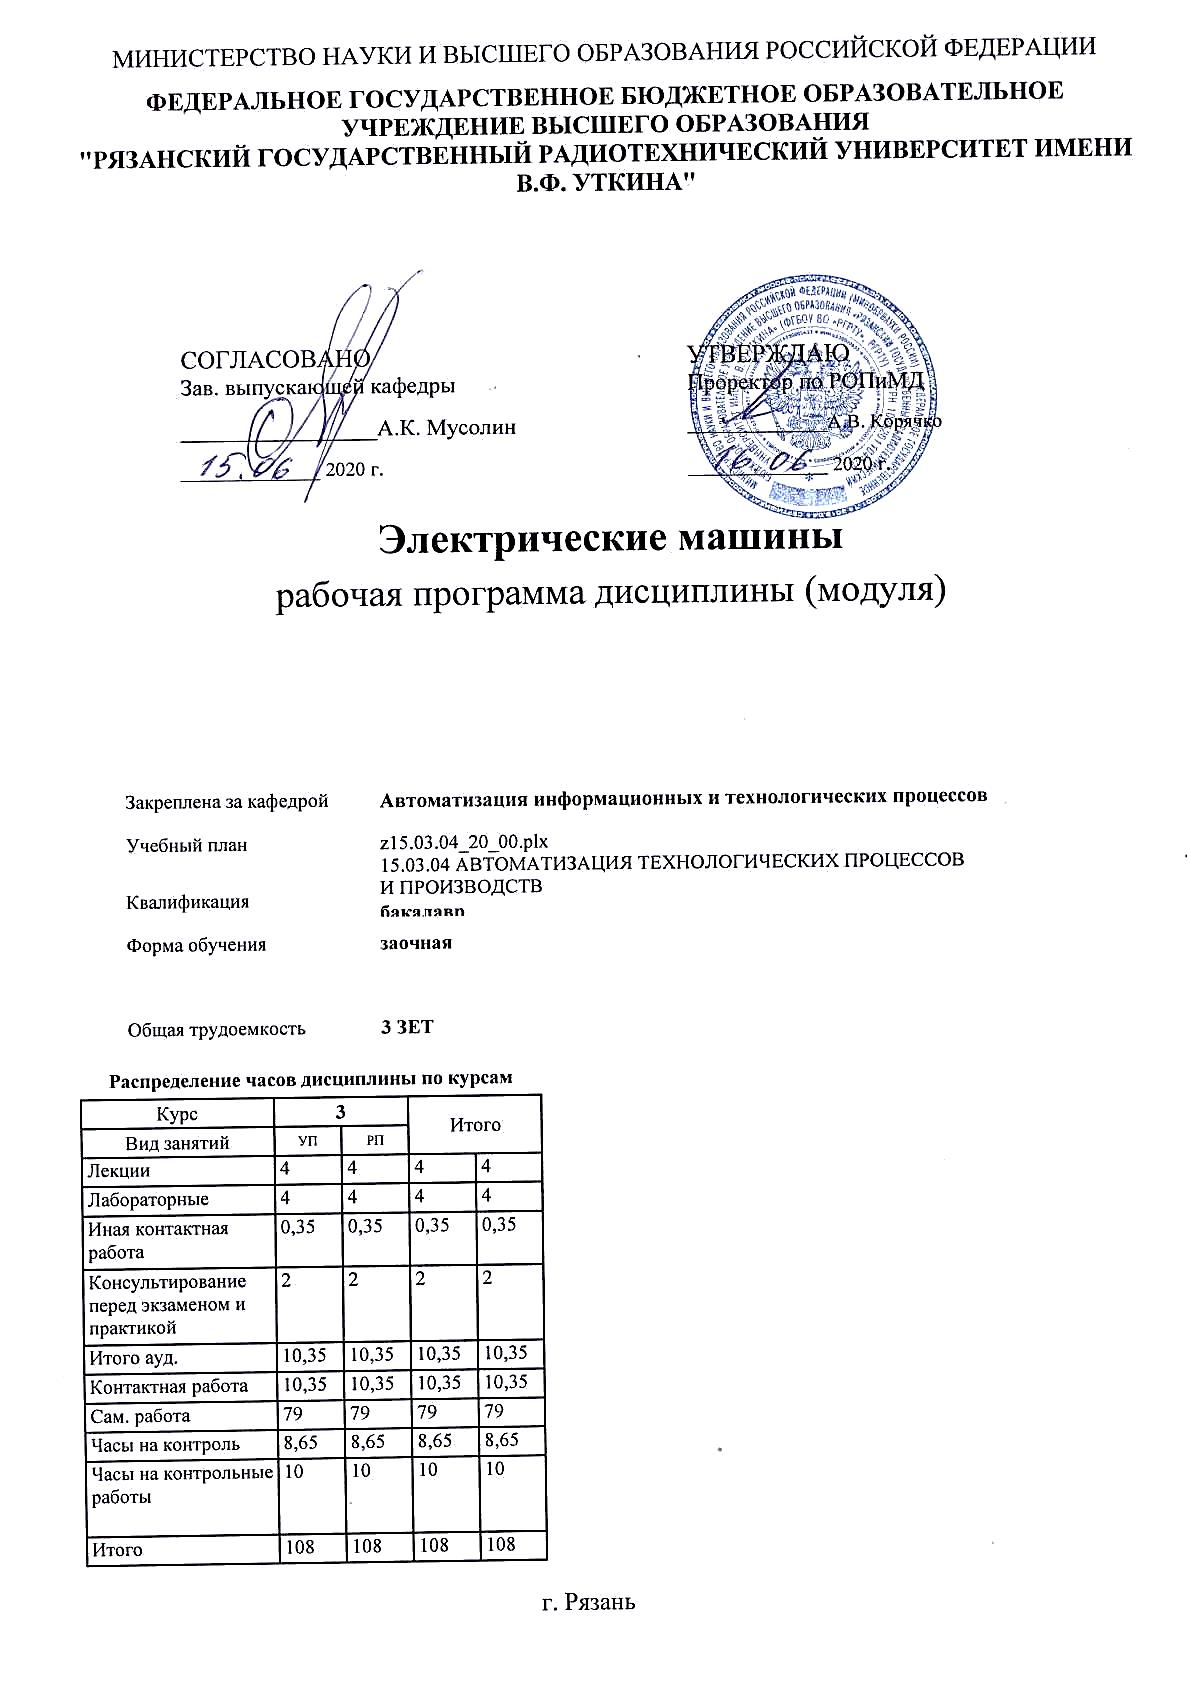 МИНИСТЕРСТВО НАУКИ И ВЫСШЕГО ОБРАЗОВАНИЯ РОССИЙСКОЙ ФЕДЕРАЦИИ
ФЕДЕРАЛЬНОЕ ГОСУДАРСТВЕННОЕ БЮДЖЕТНОЕ ОБРАЗОВАТЕЛЬНОЕ
УЧРЕЖДЕНИЕ ВЫСШЕГО ОБРАЗОВАНИЯ
"РЯЗАНСКИЙ ГОСУДАРСТВЕННЫЙ РАДИОТЕХНИЧЕСКИЙ УНИВЕРСИТЕТ ИМЕНИ
В.Ф. УТКИНА"
СОГЛАСОВАНО
Зав. выпускающей кафедры
А.К. Мусолин
15.06 2020 г.
УТВЕРЖДАЮ
Проректор по РОПиМД
А.В. Корячко
16 06 2020 г.
Электрические машины
рабочая программа дисциплины (модуля)
Закреплена за кафедрой Автоматизация информационных и технологических процессов
Учебный план z15.03.04_20_00.plx
15.03.04 АВТОМАТИЗАЦИЯ ТЕХНОЛОГИЧЕСКИХ ПРОЦЕССОВ
И ПРОИЗВОДСТВ
Квалификация бакалавр
Форма обучения заочная
Общая трудоемкость 3 ЗЕТ
Распределение часов дисциплины по курсам
Курс 3 Итого
Вид занятий УП РП
Лекции 4 4 4 4
Лабораторные 4 4 4 4
Иная контактная 0,35 0,35 0,35 0,35
работа
Консультирование 2 2 2 2
перед экзаменом и
практикой
Итого ауд. 10,35 10,35 10,35 10,35
Контактная работа 10,35 10,35 10,35 10,35
Сам. работа 79 79 79 79
Часы на контроль 8,65 8,65 8,65 8,65
Часы на контрольные 10 10 10 10
работы
Итого 108 108 108 108
г. Рязань